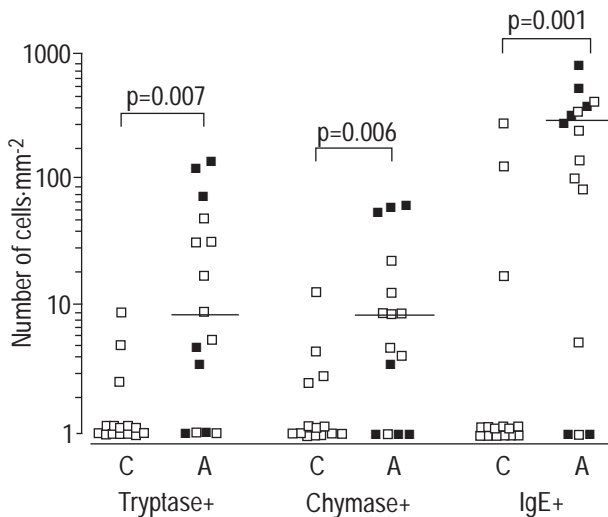 1000
100
10
1
Number of cells·mm-2
p=0.007
p=0.006
p=0.001
C A C A C A
Tryptase+ Chymase+ IgE+